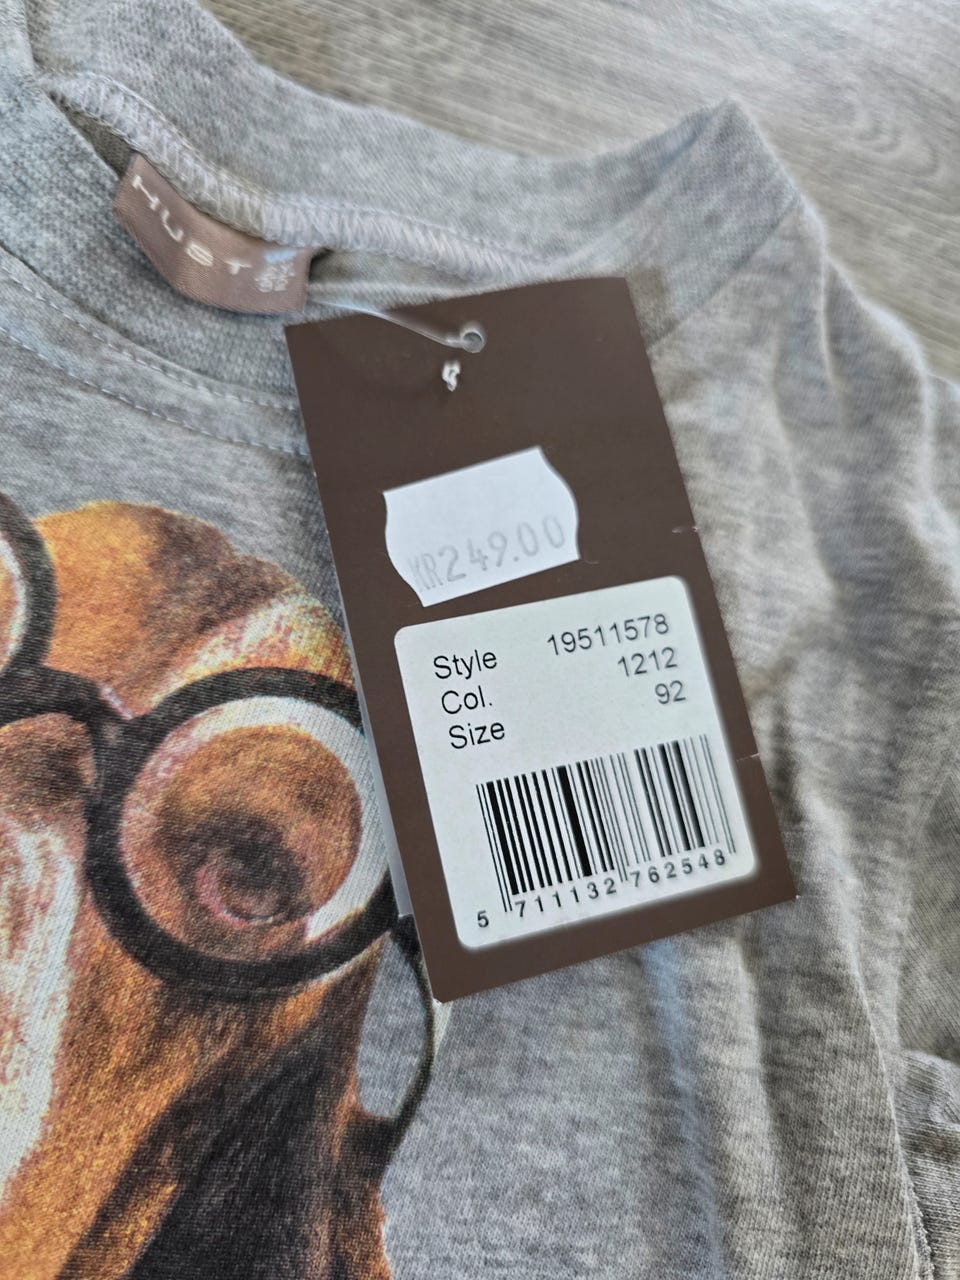 HUST
KR249.00
Style 19511578
Col. 1212
Size 92
5 711132 762548